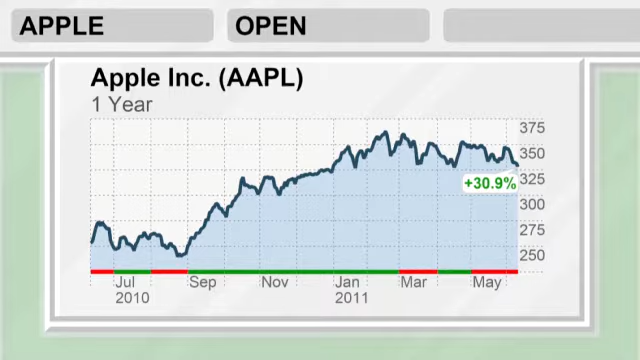 APPLE OPEN
Apple Inc. (AAPL)
1 Year
375
350
+30.9% 325
300
275
250
Jul Sep Nov Jan Mar May
2010 2011